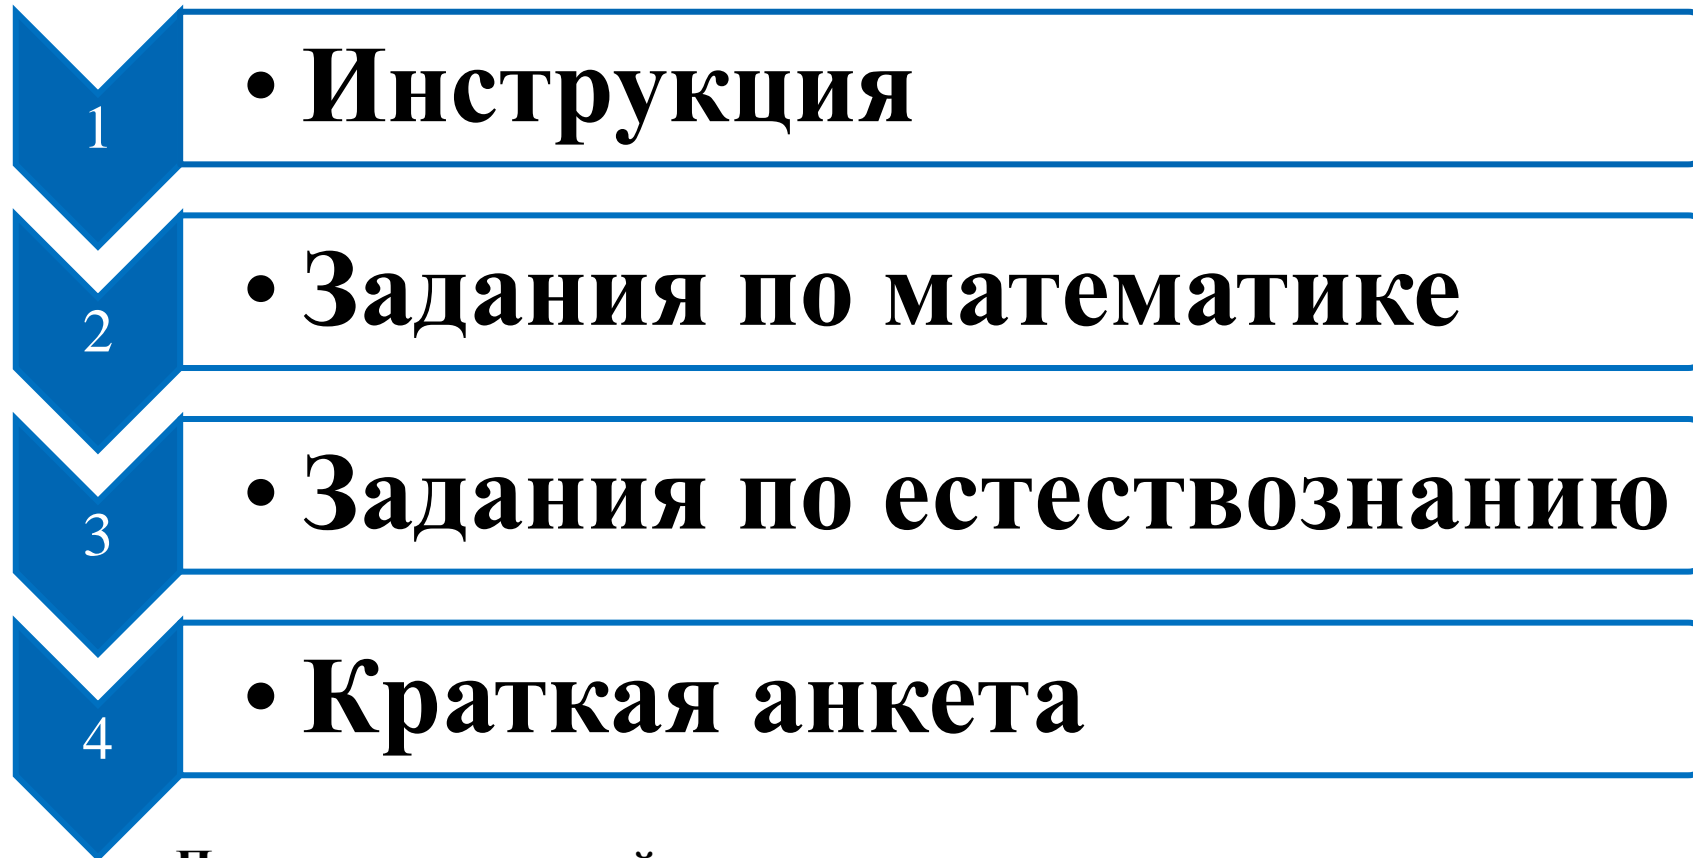 1
• Инструкция
2
• Задания по математике
3
• Задания по естествознанию
4
• Краткая анкета